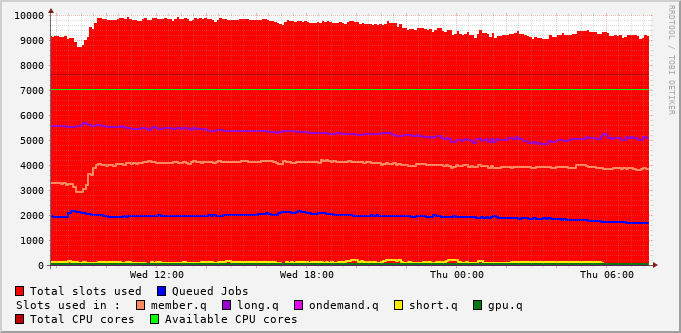 10000
9000
8000
7000
6000
5000
4000
3000
2000
1000
0
Wed 12:00 Wed 18:00 Thu 00:00 Thu 06:00
RRDTOOL / TOBI OETIKER
Total slots used Queued Jobs
Slots used in : member.q long.q ondemand.q short.q gpu.q
Total CPU cores Available CPU cores